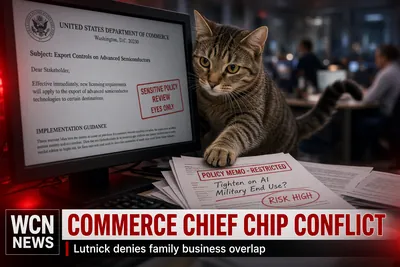 UNITED STATES DEPARTMENT OF COMMERCE
Washington, D.C. 20230
Subject: Export Controls on Advanced Semiconductors
Dear Stakeholder,
Effective immediately, new licensing requirements
will apply to the export of advanced semiconductor
technologies to certain destinations.
SENSITIVE POLICY
REVIEW
EYES ONLY
IMPLEMENTATION GUIDANCE
POLICY MEMO - RESTRICTED
Tighten on AI
Military End Use?
RISK HIGH
WCN
NEWS
COMMERCE CHIEF CHIP CONFLICT
Lutnick denies family business overlap